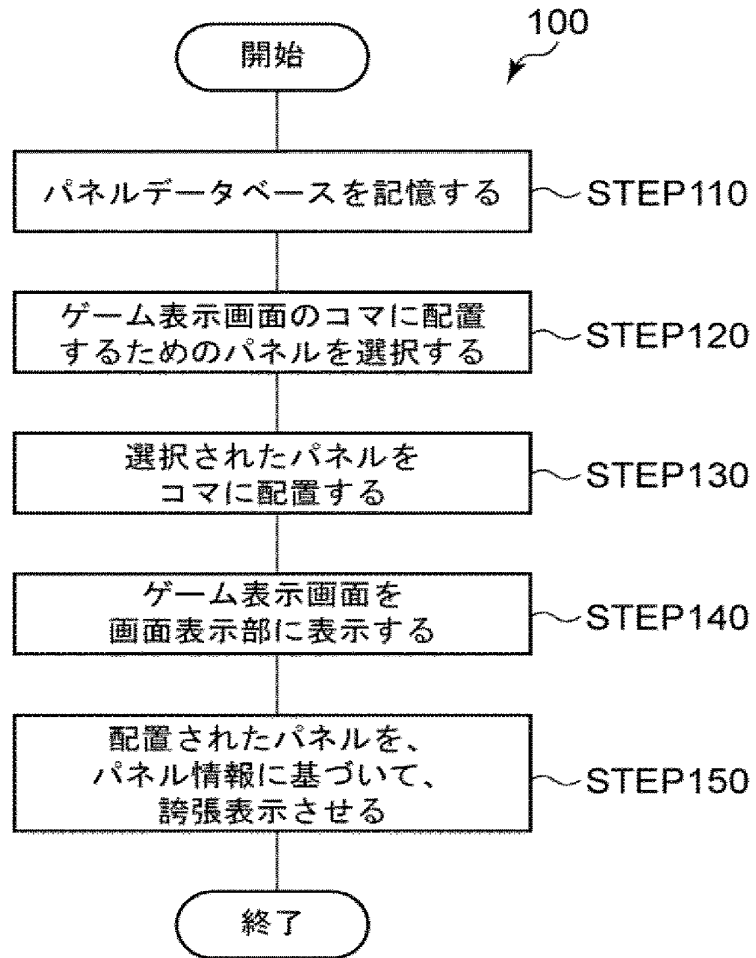 100
開始
パネルデータベースを記憶する
STEP110
ゲーム表示画面のコマに配置
するためのパネルを選択する
STEP120
選択されたパネルを
コマに配置する
STEP130
ゲーム表示画面を
画面表示部に表示する
STEP140
配置されたパネルを、
パネル情報に基づいて、
誇張表示させる
STEP150
終了